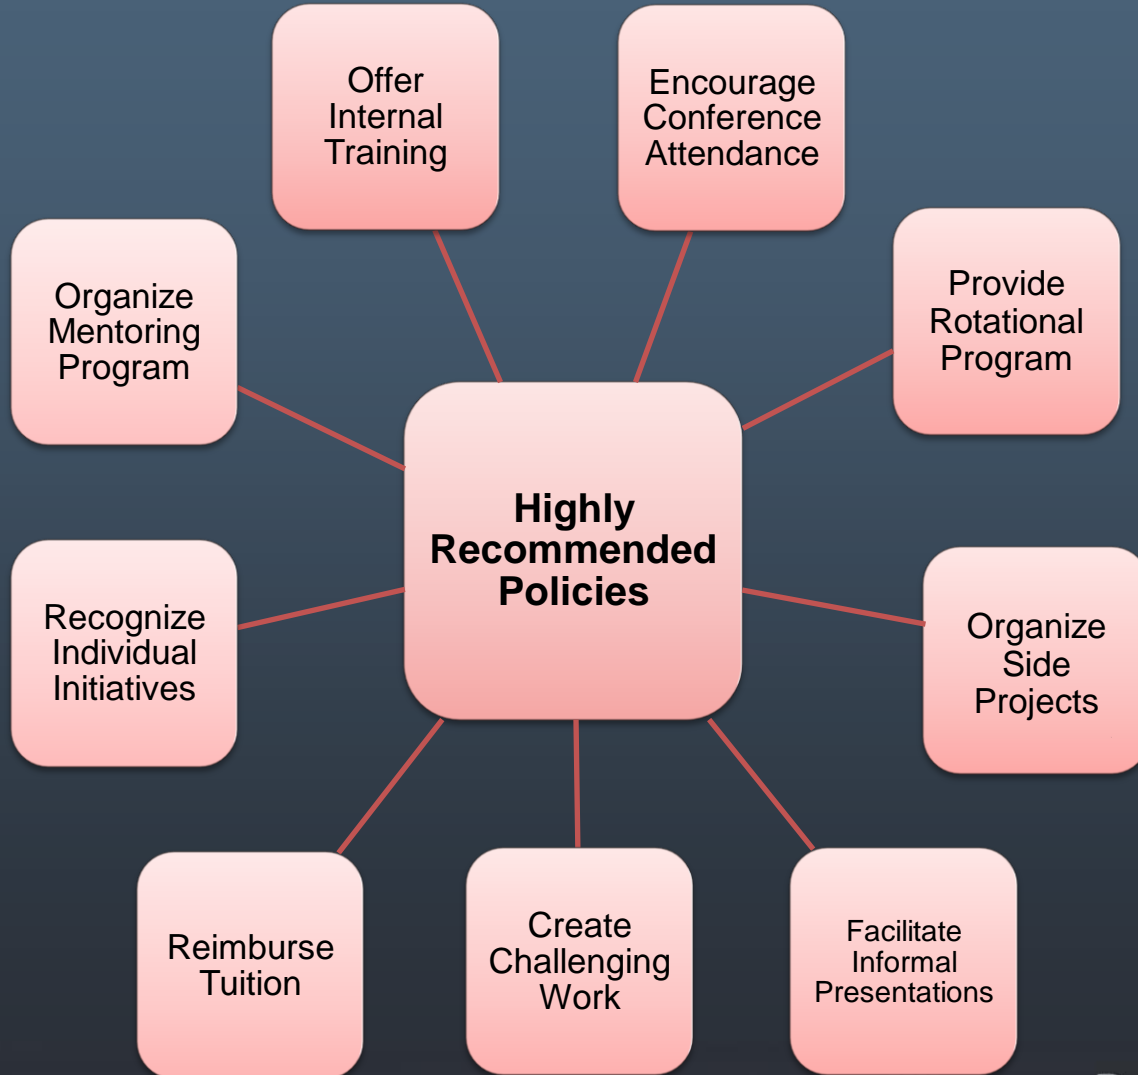 Offer
Internal
Training
Encourage
Conference
Attendance
Organize
Mentoring
Program
Provide
Rotational
Program
Highly
Recommended
Policies
Recognize
Individual
Initiatives
Organize
Side
Projects
Reimburse
Tuition
Create
Challenging
Work
Facilitate
Informal
Presentations